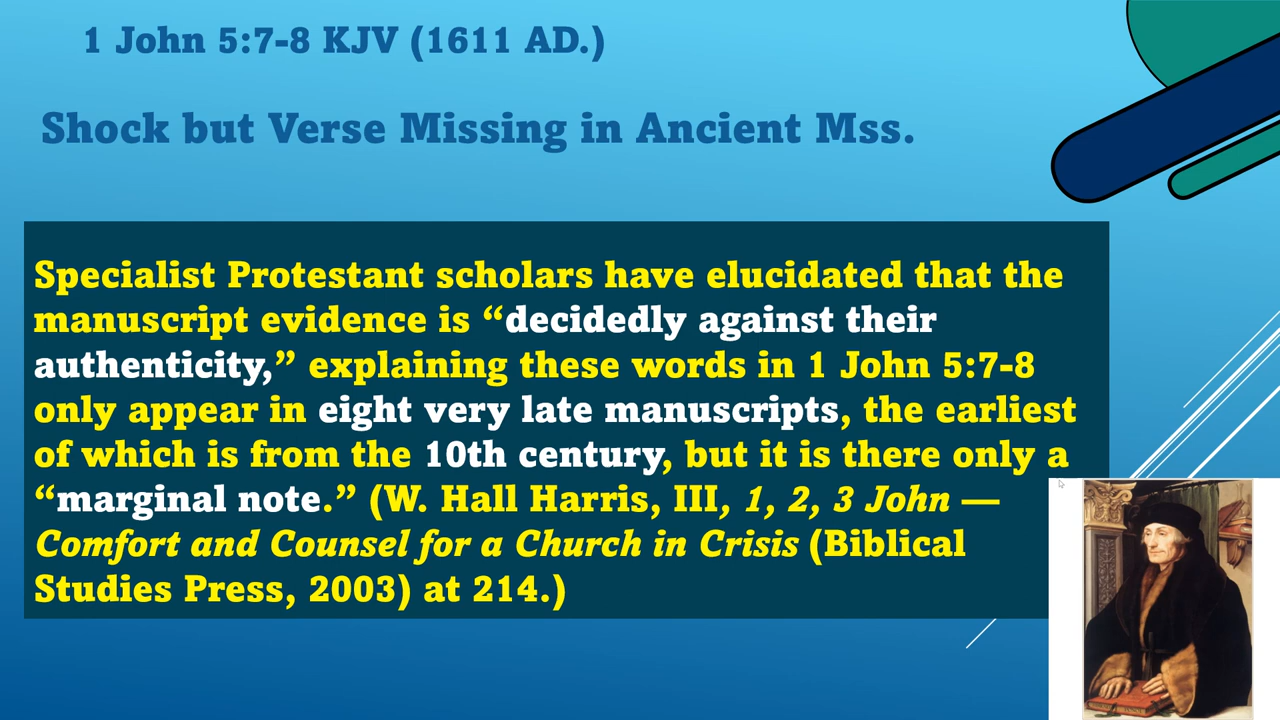 1 John 5:7-8 KJV (1611 AD.)
Shock but Verse Missing in Ancient Mss.
Specialist Protestant scholars have elucidated that the
manuscript evidence is “decidedly against their
authenticity,” explaining these words in 1 John 5:7-8
only appear in eight very late manuscripts, the earliest
of which is from the 10th century, but it is there only a
“marginal note.” (W. Hall Harris, III, 1, 2, 3 John —
Comfort and Counsel for a Church in Crisis (Biblical
Studies Press, 2003) at 214.)